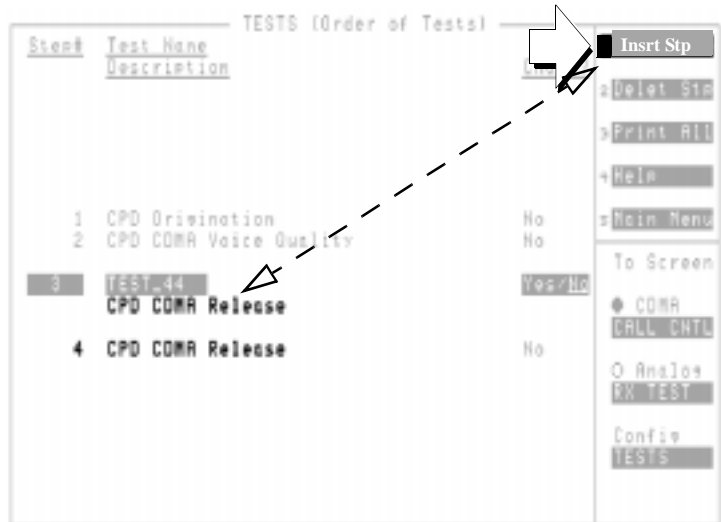 TESTS (Order of Tests)
Step# Test Name
Description
1 CPD Origination No
2 CPD CDMA Voice Quality No
3 TEST_44 Yes/No
CPD CDMA Release
4 CPD CDMA Release No
Insrt Stp
2 Delet Stp
3 Print All
4 Help
5 Main Menu
To Screen
CDMA
CALL CNTL
Analog
RX TEST
Config
TESTS